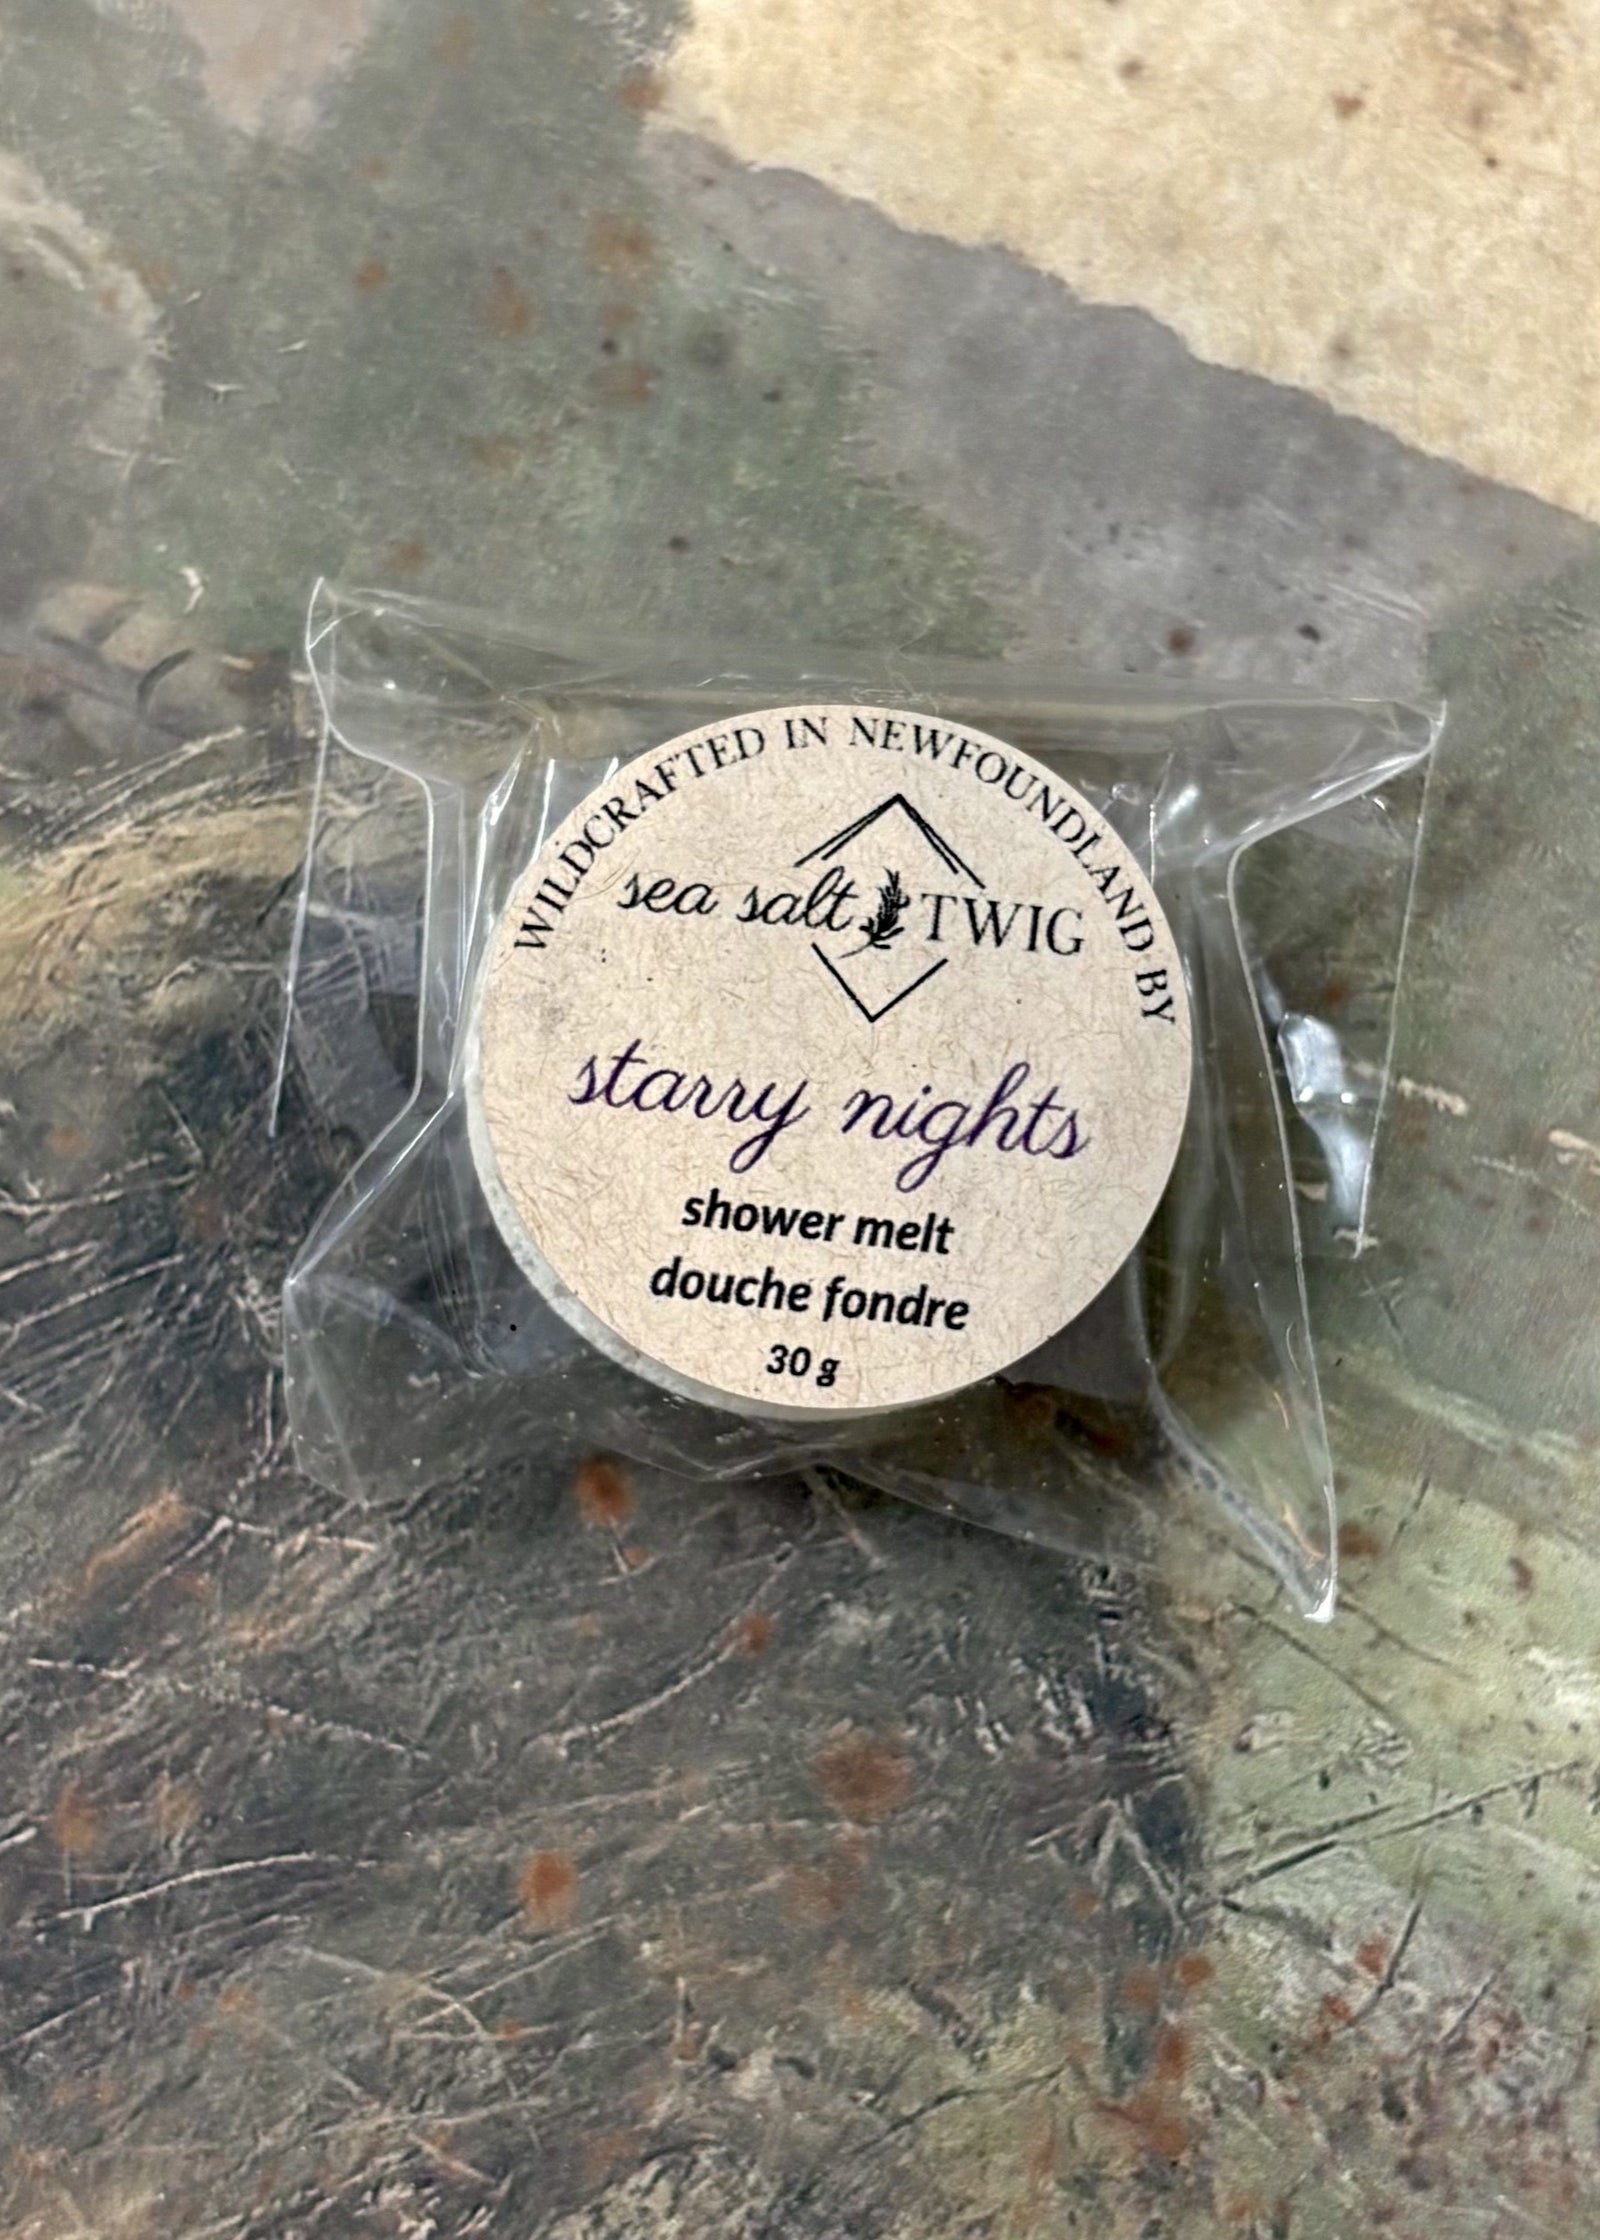 WILDCRAFTED IN NEWFOUNDLAND BY
sea salt TWIG
starry nights
shower melt
douche fondre
30 g